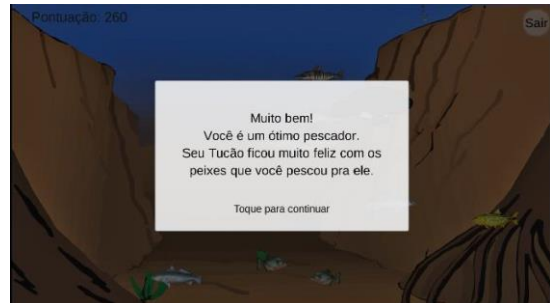 Pontuação: 260
Sair
Muito bem!
Você é um ótimo pescador.
Seu Tucão ficou muito feliz com os
peixes que você pescou pra ele.
Toque para continuar